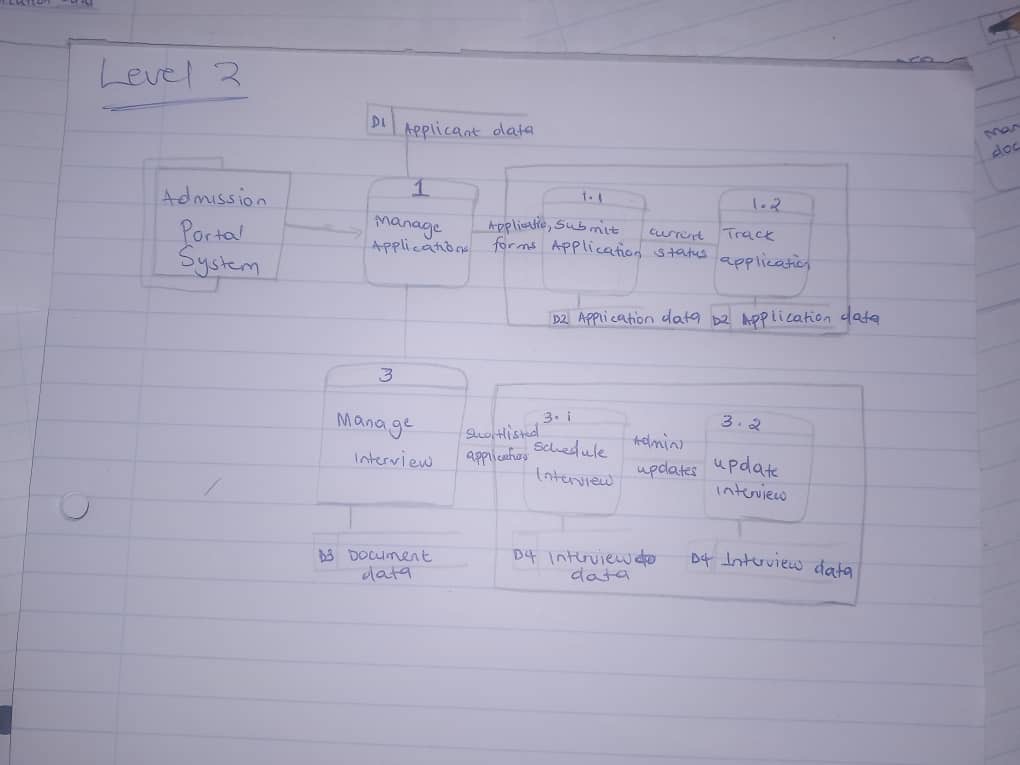 Level 2
D1 Applicant data
Admission
Portal
System
1
Manage
Applications
forms
1.1
Submit
Application
current
status
1.2
Track
application
D2 Application data
D2 Application data
3
Manage
Interview
Shortlisted
3.1
Schedule
Interview
Admin
updates
3.2
update
interview
D3 Document
data
D4 Interview
data
D4 Interview data
man
doc